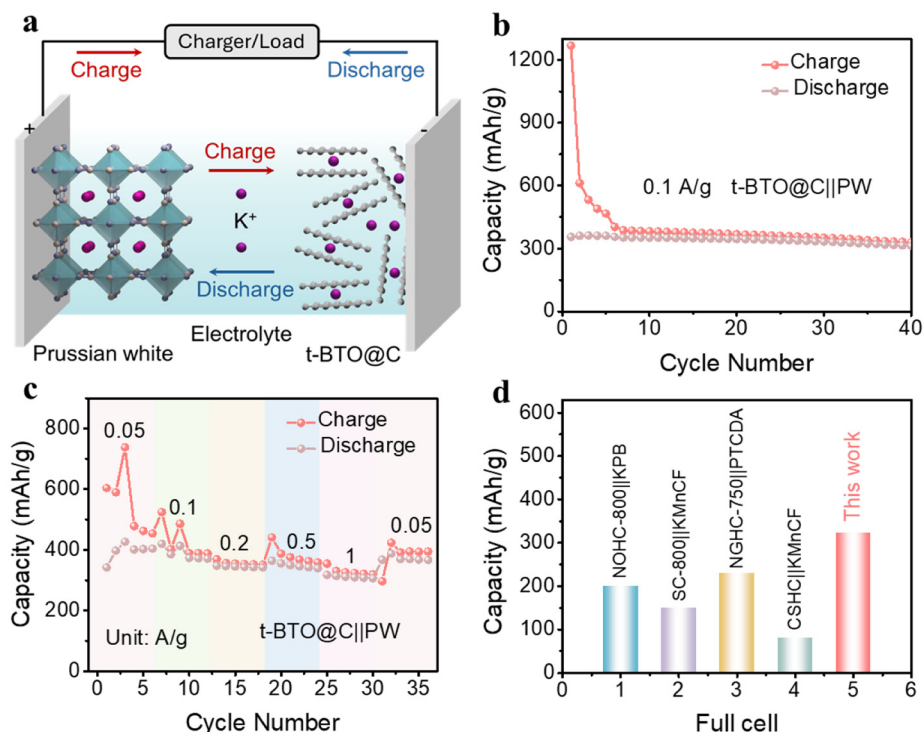 a
Charger/Load
Charge
Discharge
+
-
Charge
K⁺
Discharge
Electrolyte
Prussian white
t-BTO@C
b
Capacity (mAh/g)
1200
900
600
300
0
Charge
Discharge
0.1 A/g t-BTO@C||PW
0 10 20 30 40
Cycle Number
c
Capacity (mAh/g)
800
600
400
200
0
Charge
Discharge
0.05
0.1
0.2
0.5
1
0.05
Unit: A/g
t-BTO@C||PW
0 5 10 15 20 25 30 35
Cycle Number
d
Capacity (mAh/g)
600
500
400
300
200
100
0
NOHC-800||KPB
SC-800||KMnCF
NGHC-750||PTCDA
CSHC||KMnCF
This work
0 1 2 3 4 5 6
Full cell